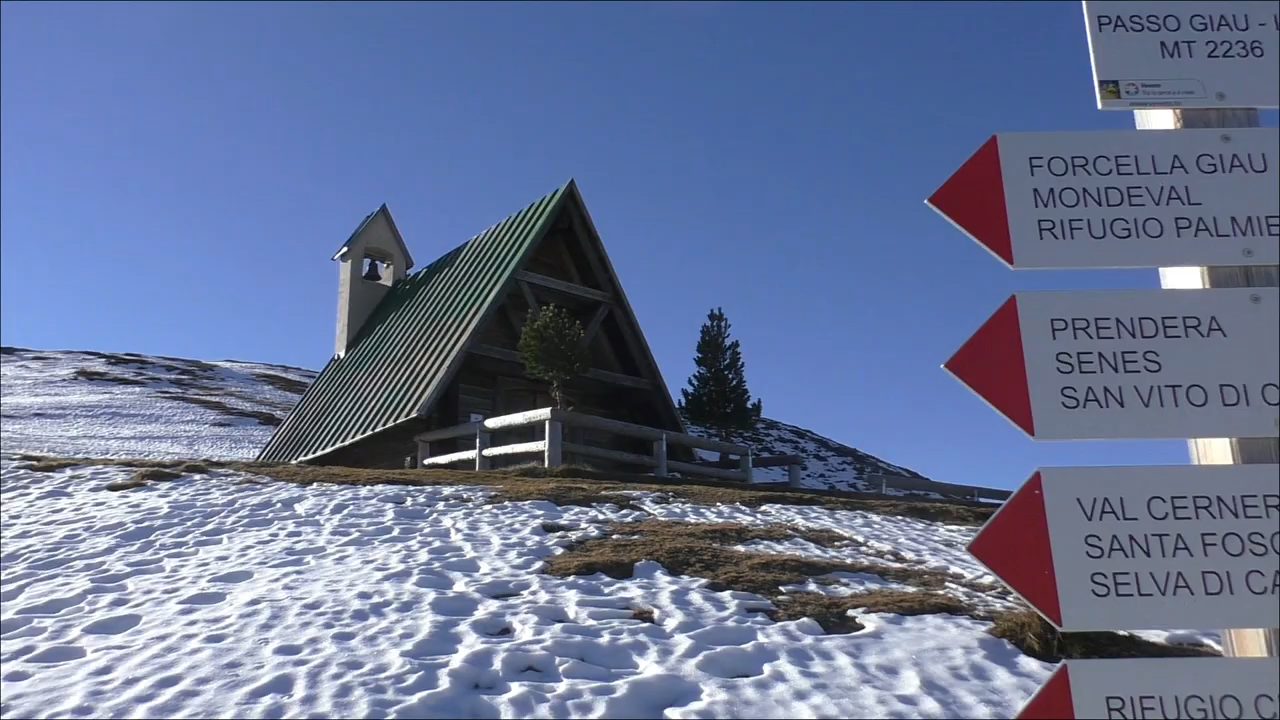 PASSO GIAU -
MT 2236
FORCELLA GIAU
MONDEVAL
RIFUGIO PALMIE
PRENDERA
SENES
SAN VITO DI C
VAL CERNER
SANTA FOSC
SELVA DI CA
RIFUGIO C